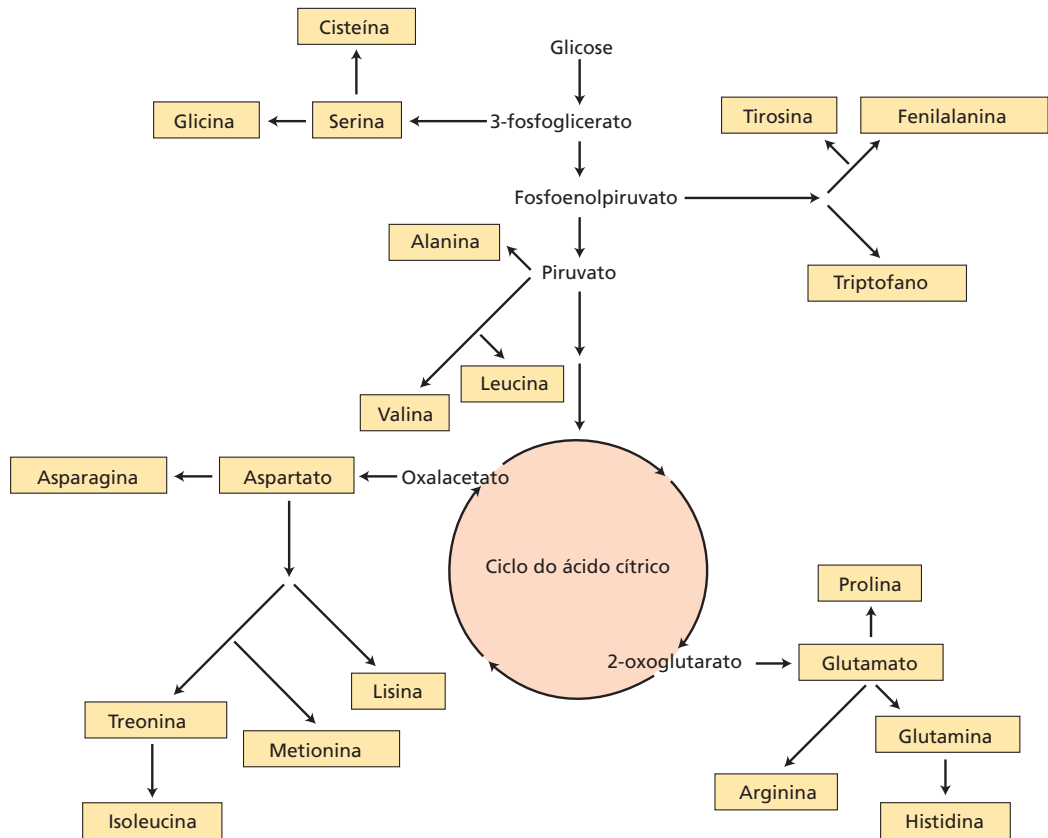 Cisteína
Glicose
Glicina
Serina
3-fosfoglicerato
Tirosina
Fenilalanina
Fosfoenolpiruvato
Alanina
Piruvato
Triptofano
Leucina
Valina
Asparagina
Aspartato
Oxalacetato
Ciclo do ácido cítrico
Prolina
2-oxoglutarato
Glutamato
Lisina
Treonina
Metionina
Glutamina
Arginina
Isoleucina
Histidina